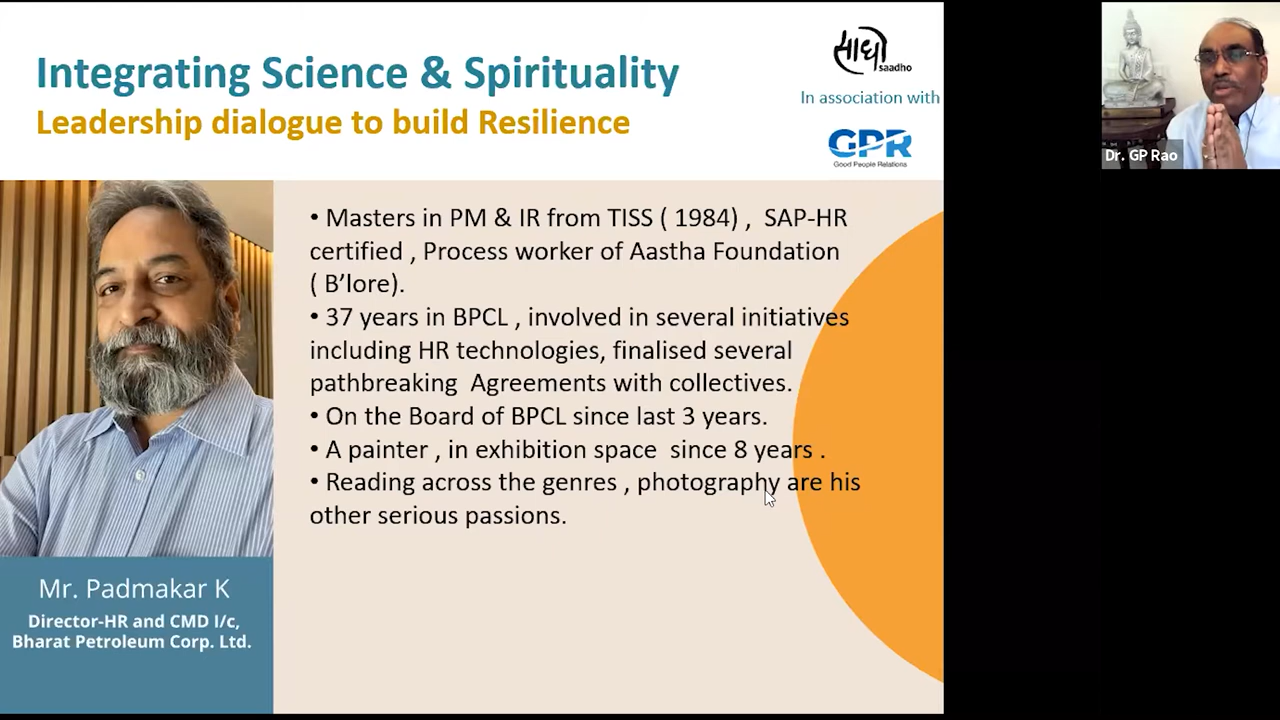 Integrating Science & Spirituality
Leadership dialogue to build Resilience
साधो
saadho
In association with
GPR
Good People Relations
Dr. GP Rao
• Masters in PM & IR from TISS ( 1984) , SAP-HR
certified , Process worker of Aastha Foundation
( B’lore).
• 37 years in BPCL , involved in several initiatives
including HR technologies, finalised several
pathbreaking Agreements with collectives.
• On the Board of BPCL since last 3 years.
• A painter , in exhibition space since 8 years .
• Reading across the genres , photography are his
other serious passions.
Mr. Padmakar K
Director-HR and CMD I/c,
Bharat Petroleum Corp. Ltd.